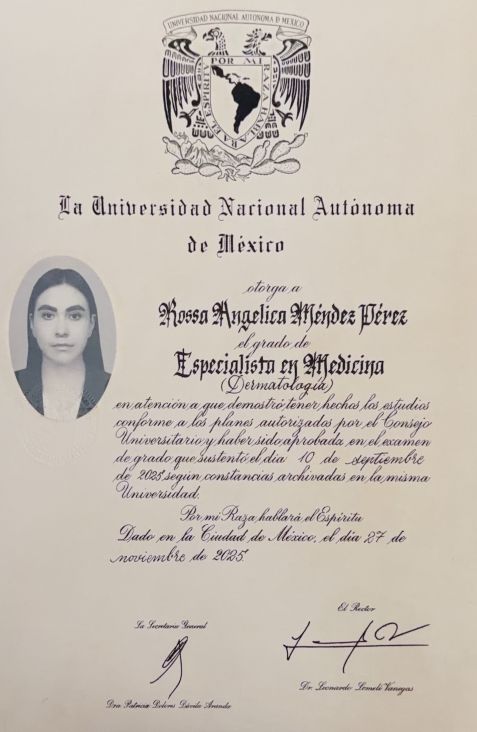 UNIVERSIDAD NACIONAL AUTONOMA D MEXICO
POR MI RAZA HABLARA EL ESPIRITU
La Universidad Nacional Autónoma
de México
otorga a
Rossa Angelica Méndez Pérez
el grado de
Especialista en Medicina
(Dermatología)
en atención a que demostró tener hechos los estudios
conforme a los planes autorizados por el Consejo
Universitario y haber sido aprobada en el examen
de grado que sustentó el día 10 de septiembre
de 2025, según constancias archivadas en la misma
Universidad.
Por mi Raza hablará el Espíritu
Dado en la Ciudad de México, el día 27 de
noviembre de 2025.
La Secretaria General
El Rector
Dra Patricia Dolores Dávila Aranda
Dr. Leonardo Lomelí Vanegas